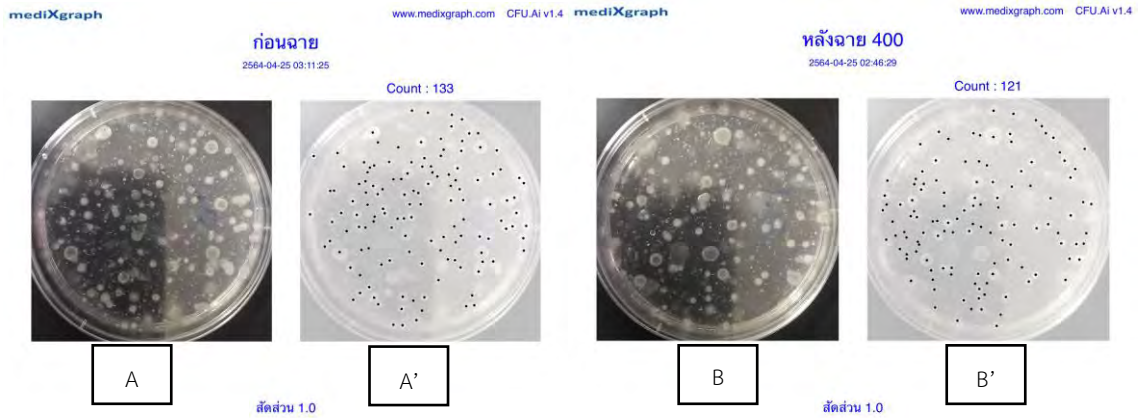 mediXgraph www.medixgraph.com CFU.Ai v1.4
ก่อนฉาย
2564-04-25 03:11:25
Count : 133
A
A’
สัดส่วน 1.0
mediXgraph www.medixgraph.com CFU.Ai v1.4
หลังฉาย 400
2564-04-25 02:46:29
Count : 121
B
B’
สัดส่วน 1.0